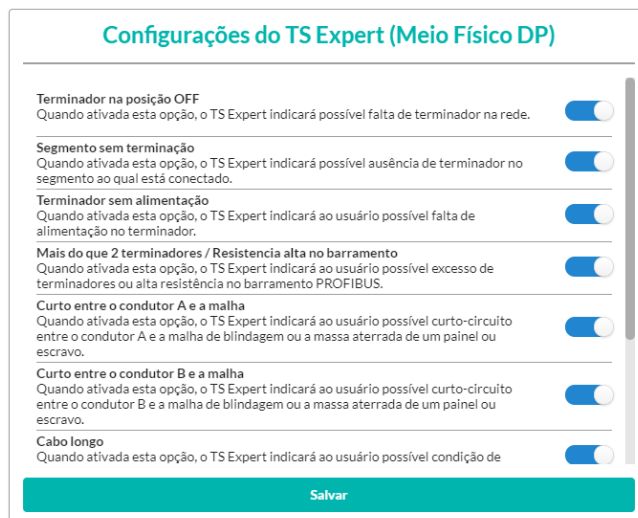 Configurações do TS Expert (Meio Físico DP)
Terminador na posição OFF
Quando ativada esta opção, o TS Expert indicará possível falta de terminador na rede.
Segmento sem terminação
Quando ativada esta opção, o TS Expert indicará possível ausência de terminador no
segmento ao qual está conectado.
Terminador sem alimentação
Quando ativada esta opção, o TS Expert indicará ao usuário possível falta de
alimentação no terminador.
Mais do que 2 terminadores / Resistencia alta no barramento
Quando ativada esta opção, o TS Expert indicará ao usuário possível excesso de
terminadores ou alta resistência no barramento PROFIBUS.
Curto entre o condutor A e a malha
Quando ativada esta opção, o TS Expert indicará ao usuário possível curto-circuito
entre o condutor A e a malha de blindagem ou a massa aterrada de um painel ou
escravo.
Curto entre o condutor B e a malha
Quando ativada esta opção, o TS Expert indicará ao usuário possível curto-circuito
entre o condutor B e a malha de blindagem ou a massa aterrada de um painel ou
escravo.
Cabo longo
Quando ativada esta opção, o TS Expert indicará ao usuário possível condição de
Salvar